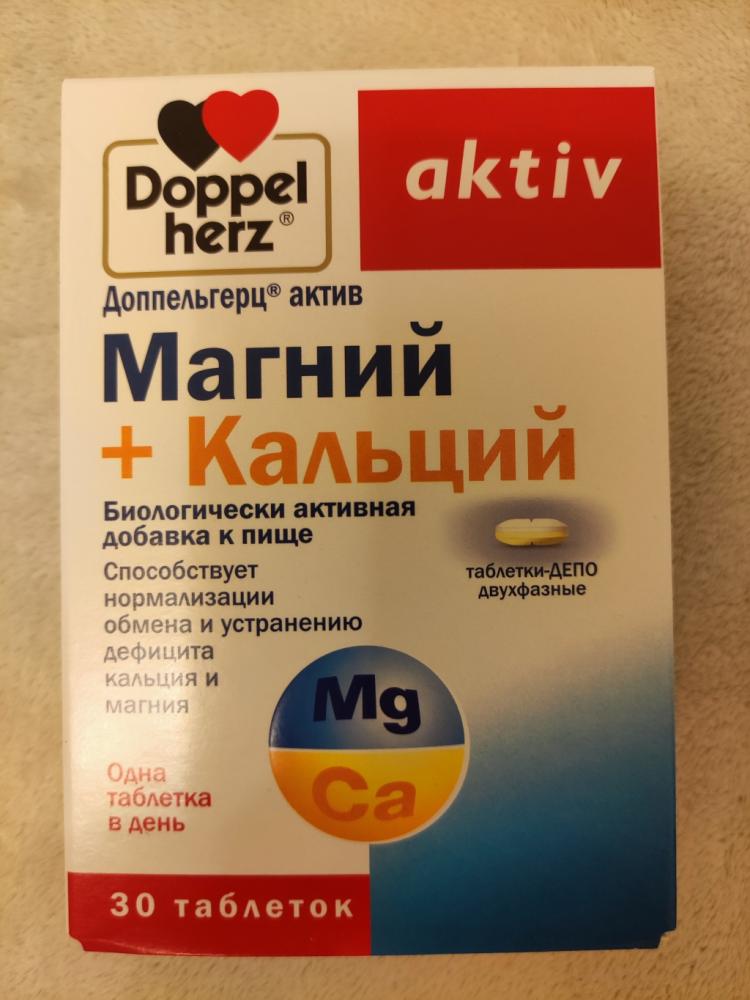 Doppel
herz®
aktiv
Доппельгерц® актив
Магний
+ Кальций
Биологически активная
добавка к пище
таблетки-ДЕПО
двухфазные
Способствует
нормализации
обмена и устранению
дефицита
кальция и
магния
Mg
Ca
Одна
таблетка
в день
30 таблеток